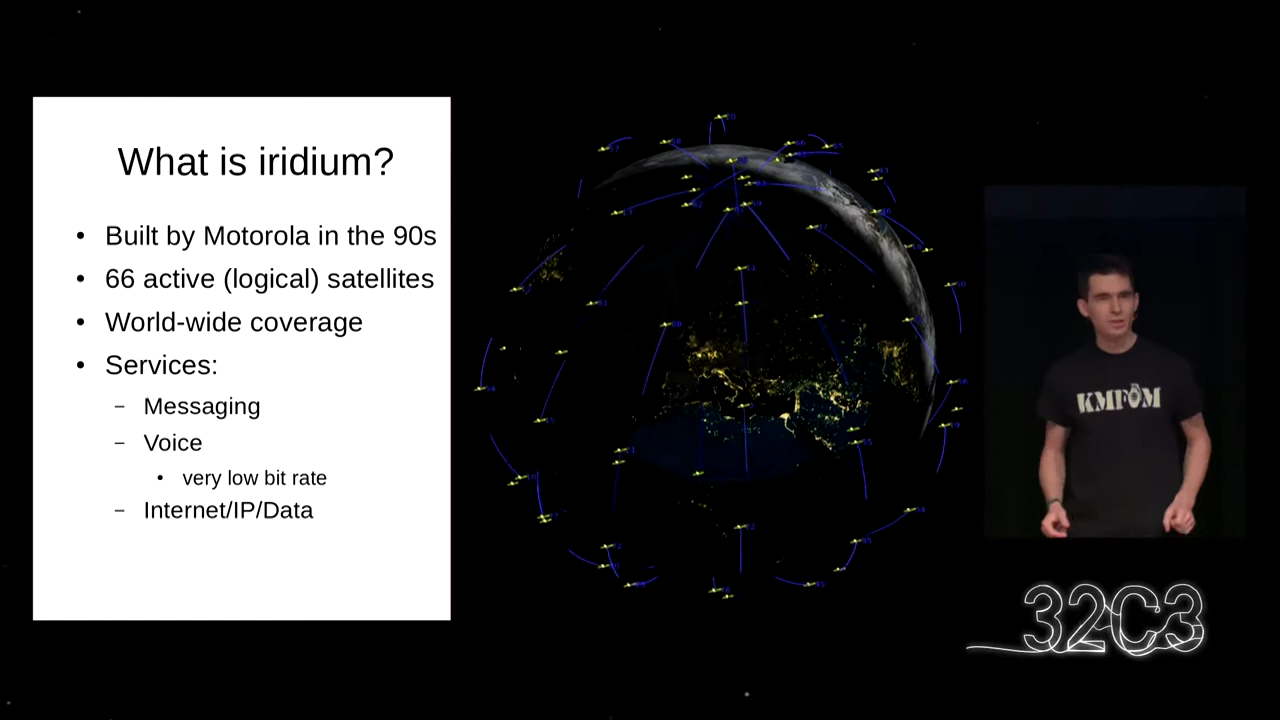 What is iridium?
• Built by Motorola in the 90s
• 66 active (logical) satellites
• World-wide coverage
• Services:
– Messaging
– Voice
• very low bit rate
– Internet/IP/Data
32C3